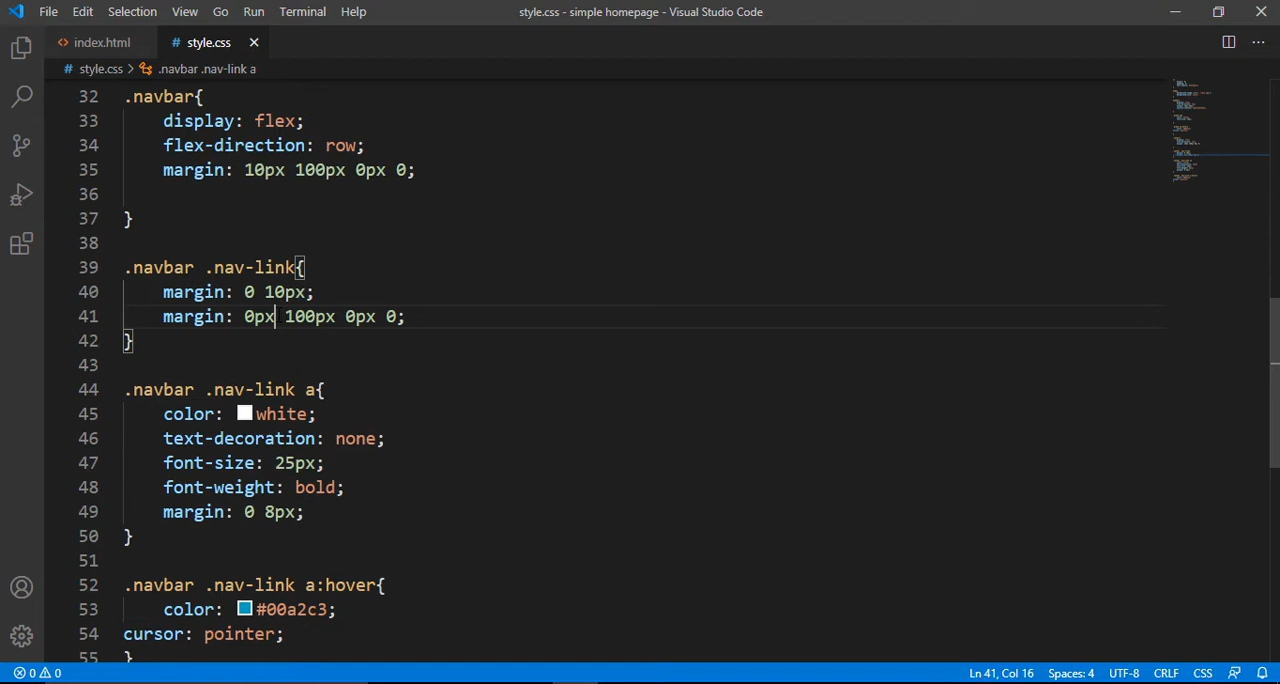 File Edit Selection View Go Run Terminal Help style.css - simple homepage - Visual Studio Code
<> index.html # style.css ×
# style.css > .navbar .nav-link a
32 .navbar{
33 display: flex;
34 flex-direction: row;
35 margin: 10px 100px 0px 0;
36
37 }
38
39 .navbar .nav-link{
40 margin: 0 10px;
41 margin: 0px 100px 0px 0;
42 }
43
44 .navbar .nav-link a{
45 color: white;
46 text-decoration: none;
47 font-size: 25px;
48 font-weight: bold;
49 margin: 0 8px;
50 }
51
52 .navbar .nav-link a:hover{
53 color: #00a2c3;
54 cursor: pointer;
55 }
0 0 Ln 41, Col 16 Spaces: 4 UTF-8 CRLF CSS